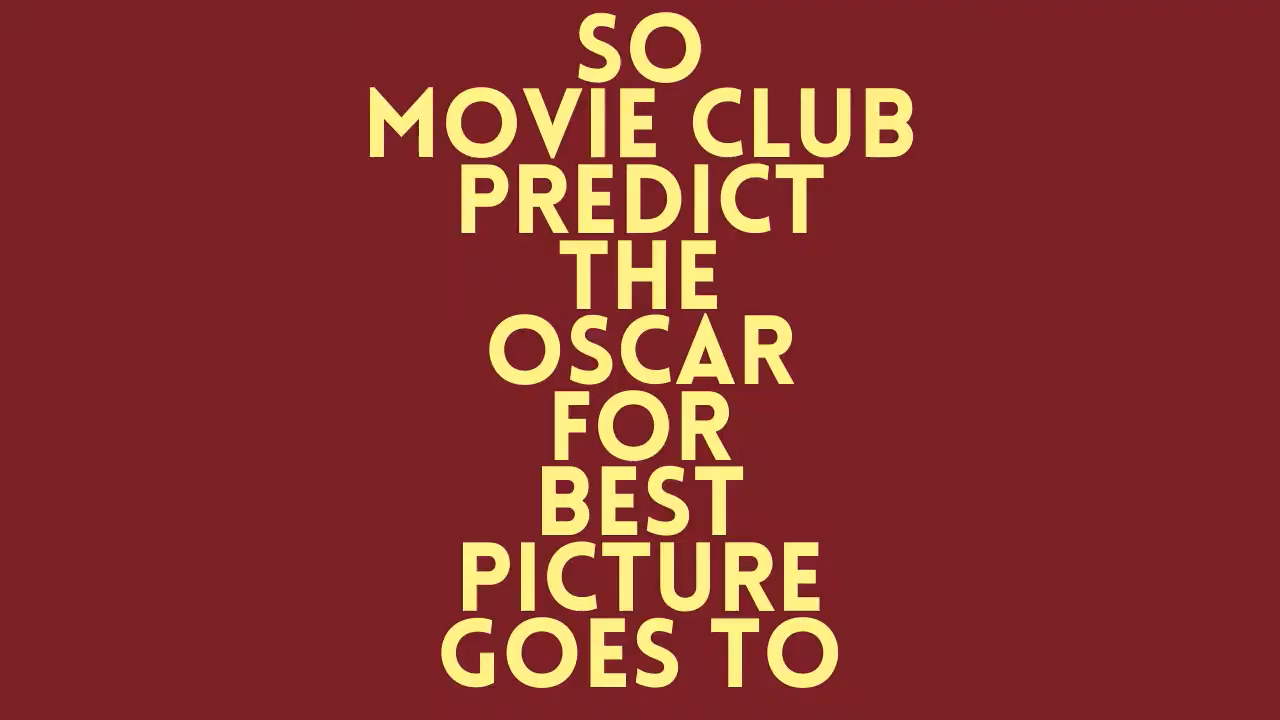 SO
MOVIE CLUB
PREDICT
THE
OSCAR
FOR
BEST
PICTURE
GOES TO